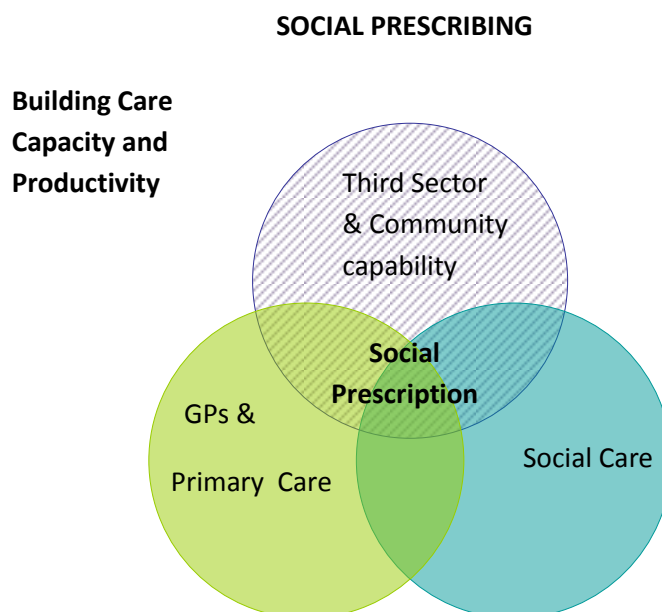 SOCIAL PRESCRIBING
Building Care
Capacity and
Productivity
Third Sector
& Community
capability
Social
Prescription
GPs &
Primary Care
Social Care